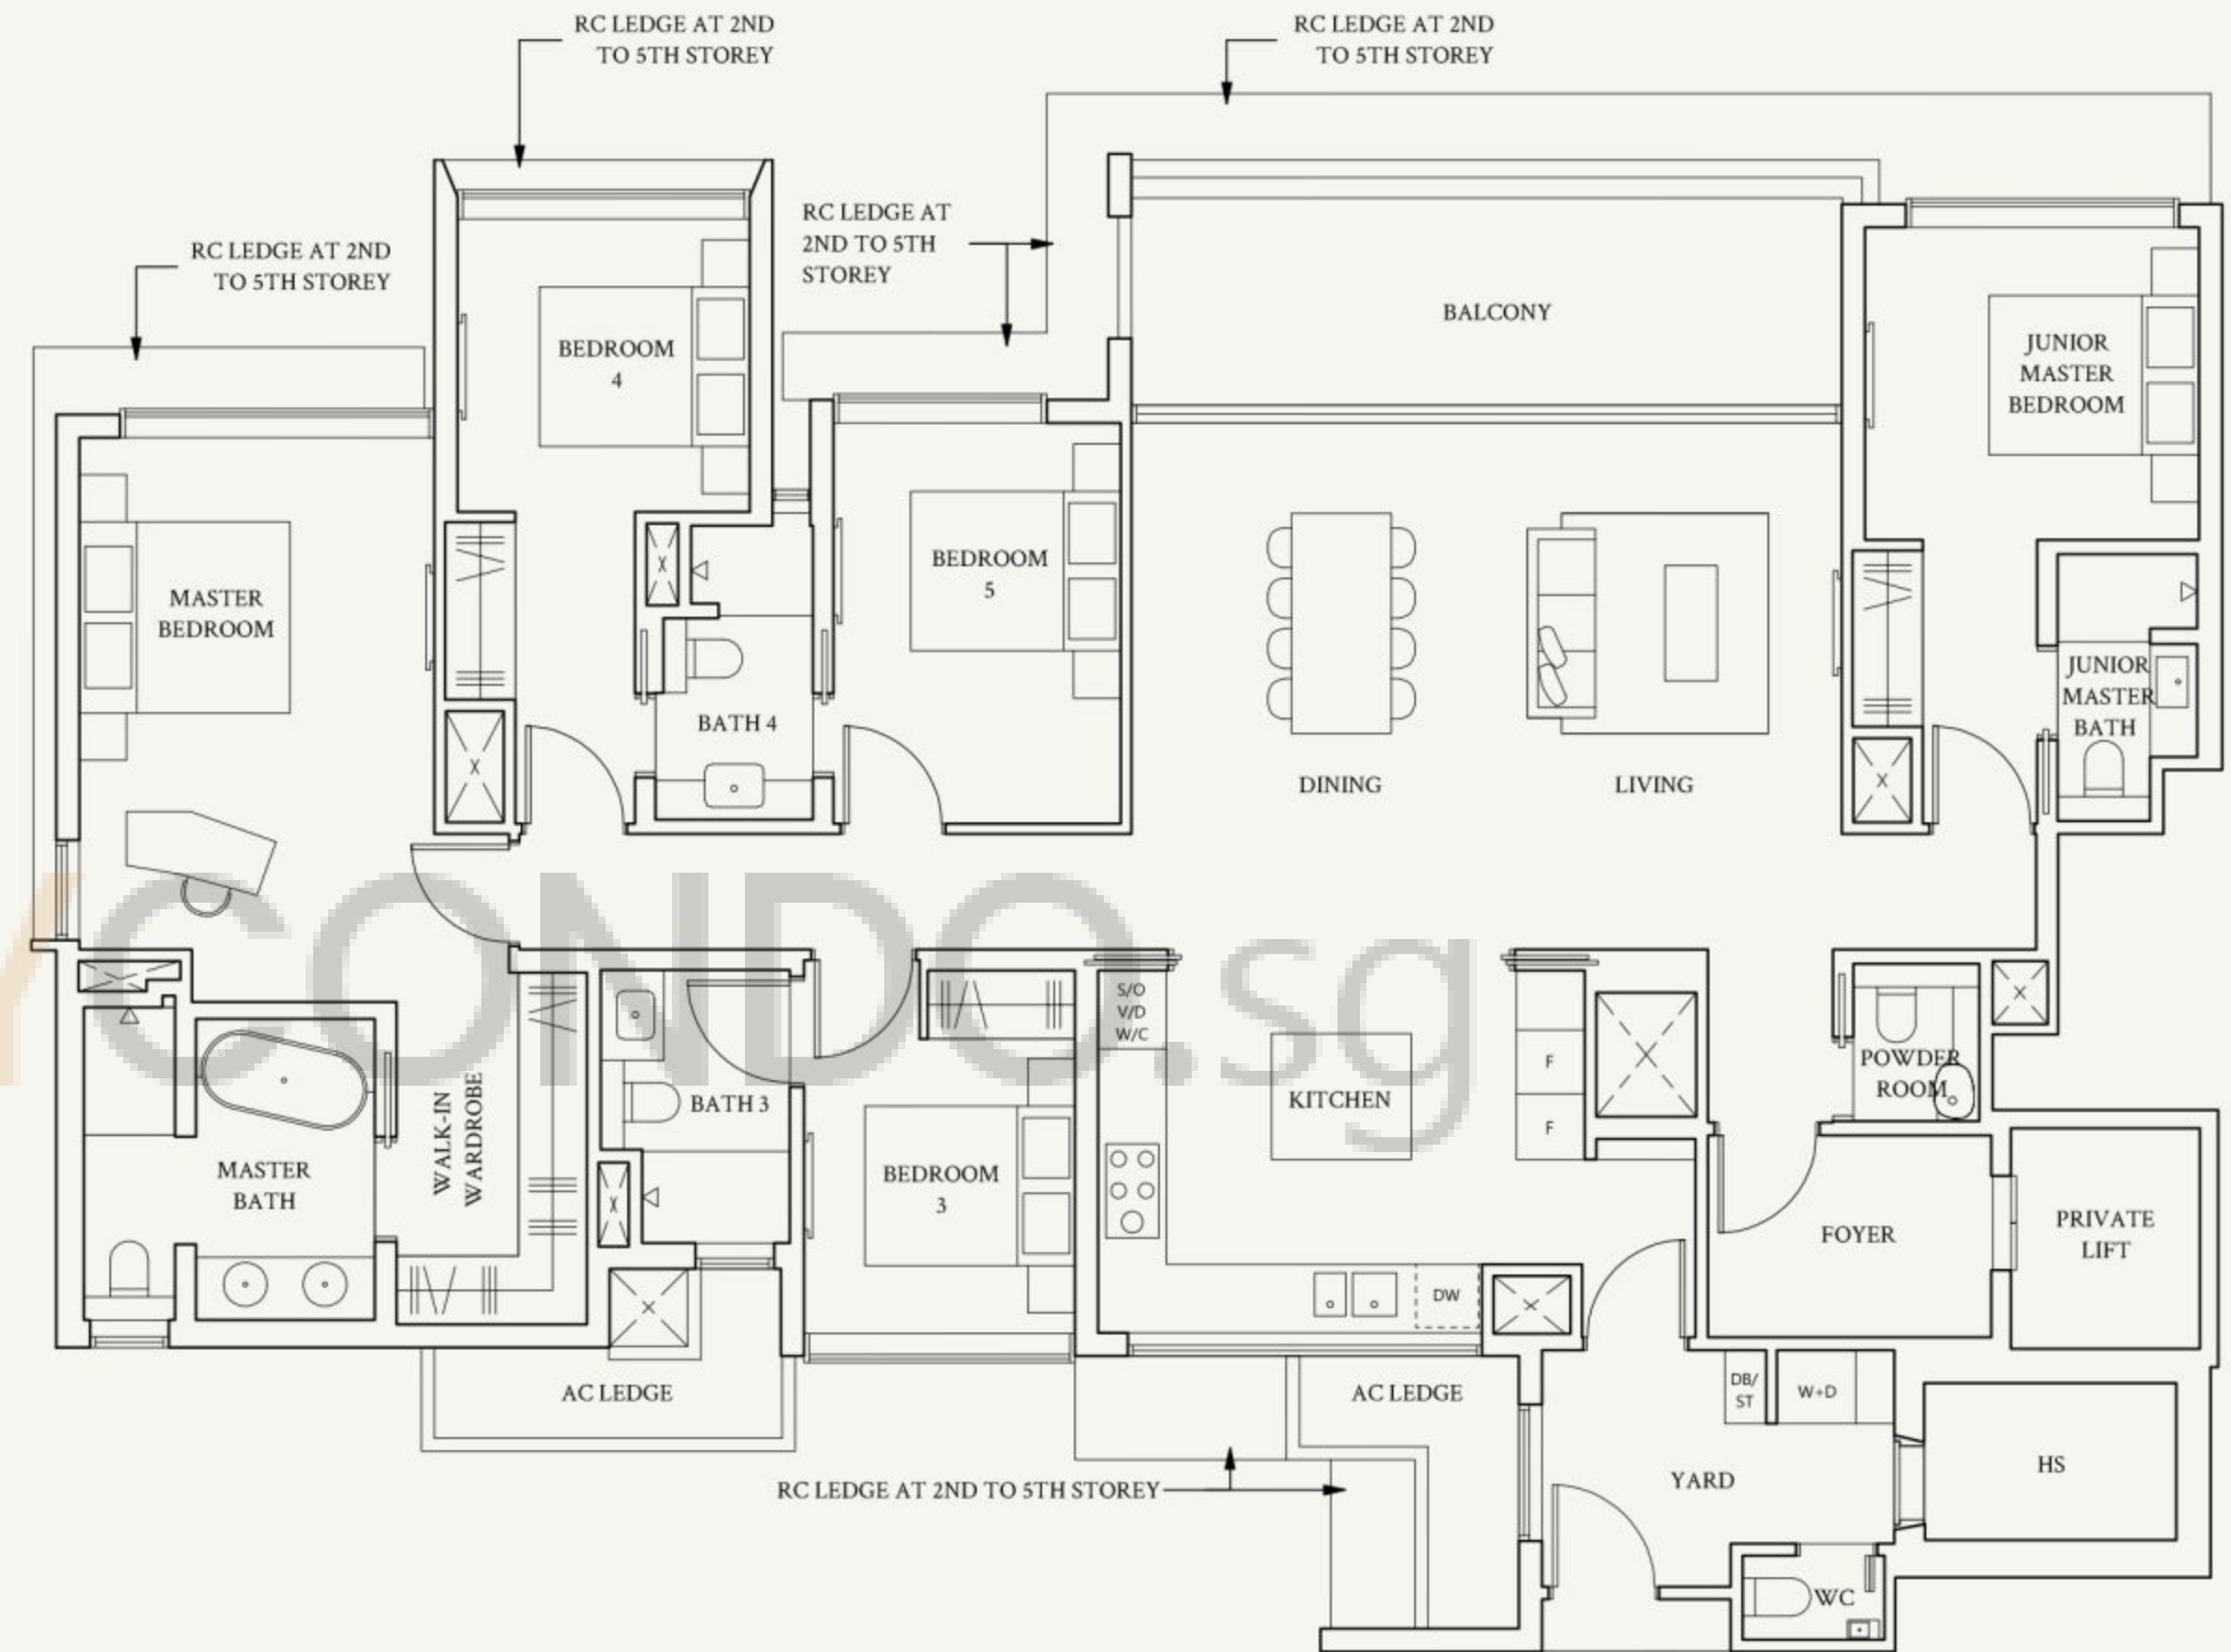 RC LEDGE AT 2ND
TO 5TH STOREY
RC LEDGE AT 2ND
TO 5TH STOREY
RC LEDGE AT 2ND
TO 5TH STOREY
RC LEDGE AT
2ND TO 5TH
STOREY
BALCONY
BEDROOM
4
JUNIOR
MASTER
BEDROOM
MASTER
BEDROOM
BEDROOM
5
JUNIOR
MASTER
BATH
BATH 4
DINING
LIVING
YCONDO.sg
S/O
V/D
W/C
F
F
KITCHEN
POWDER
ROOM
WALK-IN
WARDROBE
BATH 3
MASTER
BATH
BEDROOM
3
FOYER
PRIVATE
LIFT
DW
AC LEDGE
AC LEDGE
DB/
ST
W+D
RC LEDGE AT 2ND TO 5TH STOREY
YARD
HS
WC